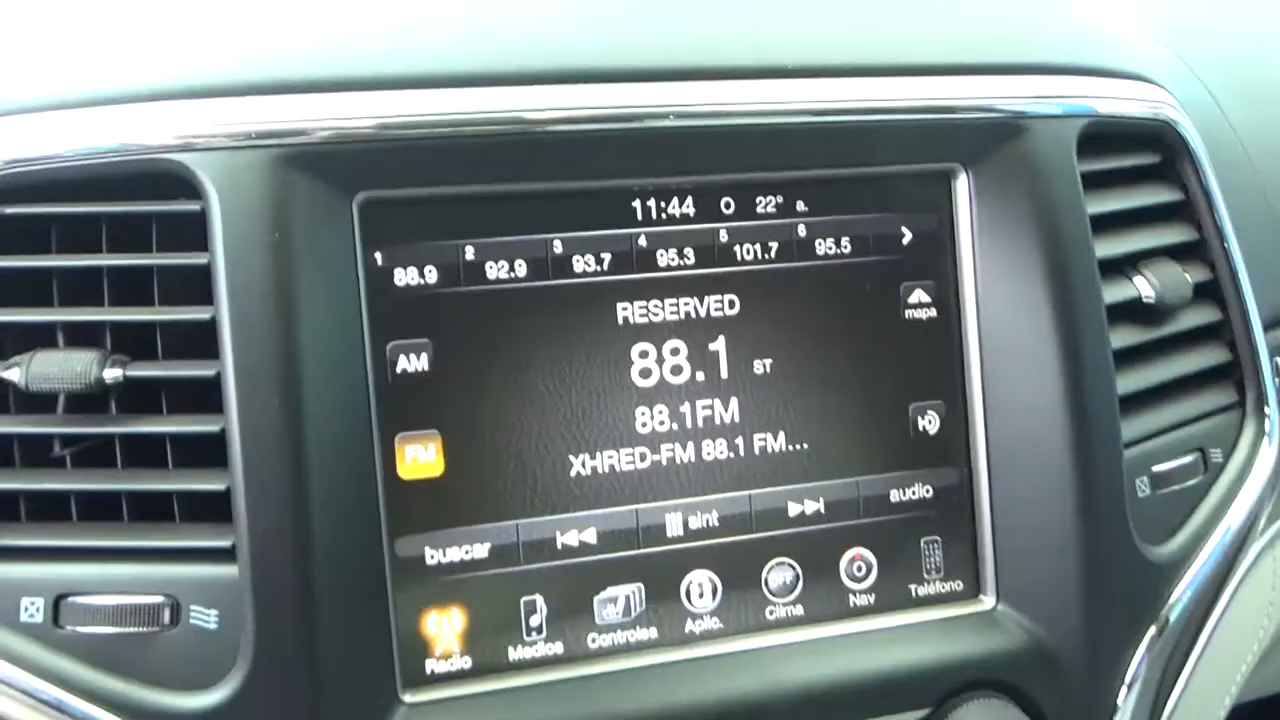 11:44 O 22° a.
1 88.9 2 92.9 3 93.7 4 95.3 5 101.7 6 95.5
RESERVED
mapa
88.1 ST
AM
88.1FM
XHRED-FM 88.1 FM...
FM
buscar sint audio
Radio Medios Controles Aplic. OFF Clima O Nav Teléfono